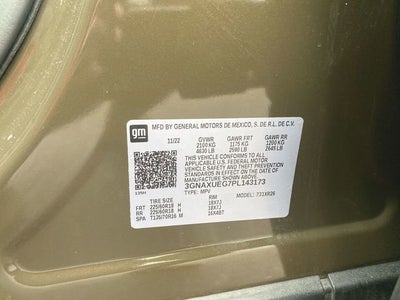 gm
MFD BY GENERAL MOTORS DE MEXICO, S. DE R.L. DE C.V.
11/22 GVWR GAWR FRT GAWR RR
2100 KG 1175 KG 1200 KG
4630 LB 2590 LB 2645 LB
THIS VEHICLE CONFORMS TO ALL
APPLICABLE U.S. FEDERAL MOTOR
VEHICLE SAFETY, BUMPER, AND THEFT
PREVENTION STANDARDS IN EFFECT ON
THE DATE OF MANUFACTURE SHOWN ABOVE.
3GNAXUEG7PL143173
TYPE: MPV MODEL: 1XR26
TIRE SIZE RIM
FRT 225/60R18 H 18X7J
RR 225/60R18 H 18X7J
SPA T135/70R16 M 16X4BT